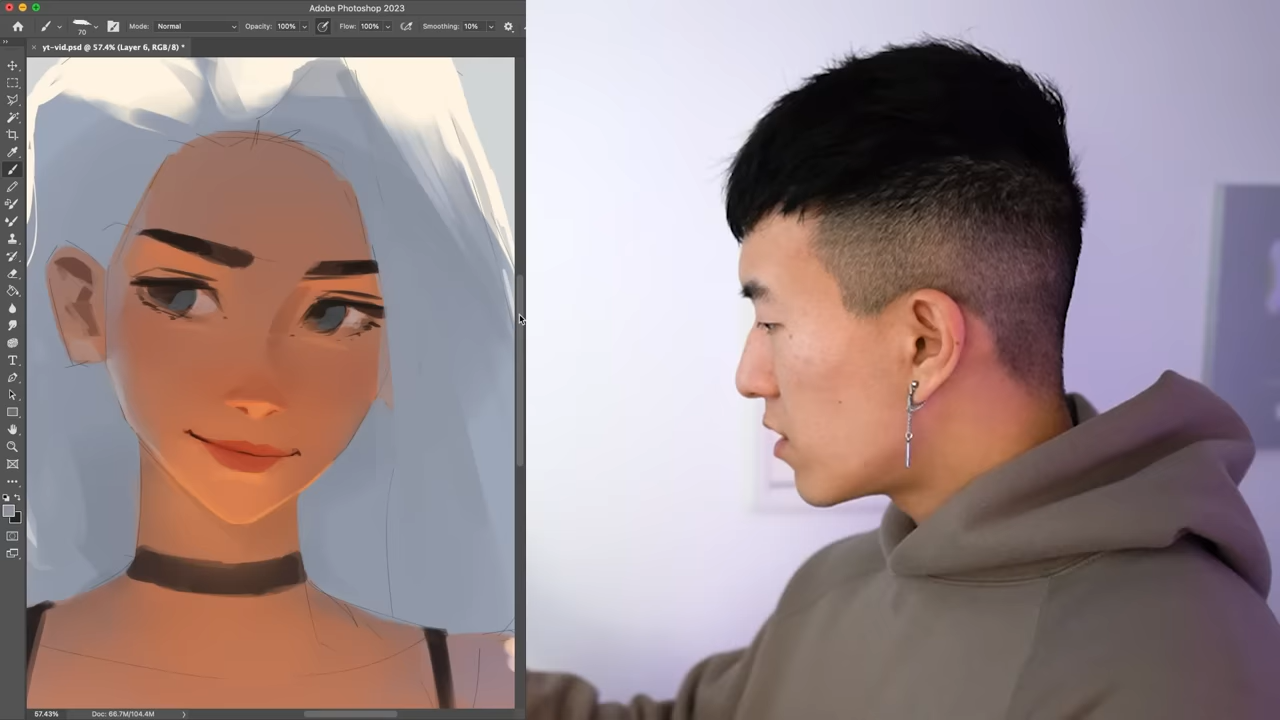 Adobe Photoshop 2023
70 Mode: Normal Opacity: 100% Flow: 100% Smoothing: 10%
yt-vid.psd @ 57.4% (Layer 6, RGB/8) *
57.43% Doc: 66.7M/104.4M